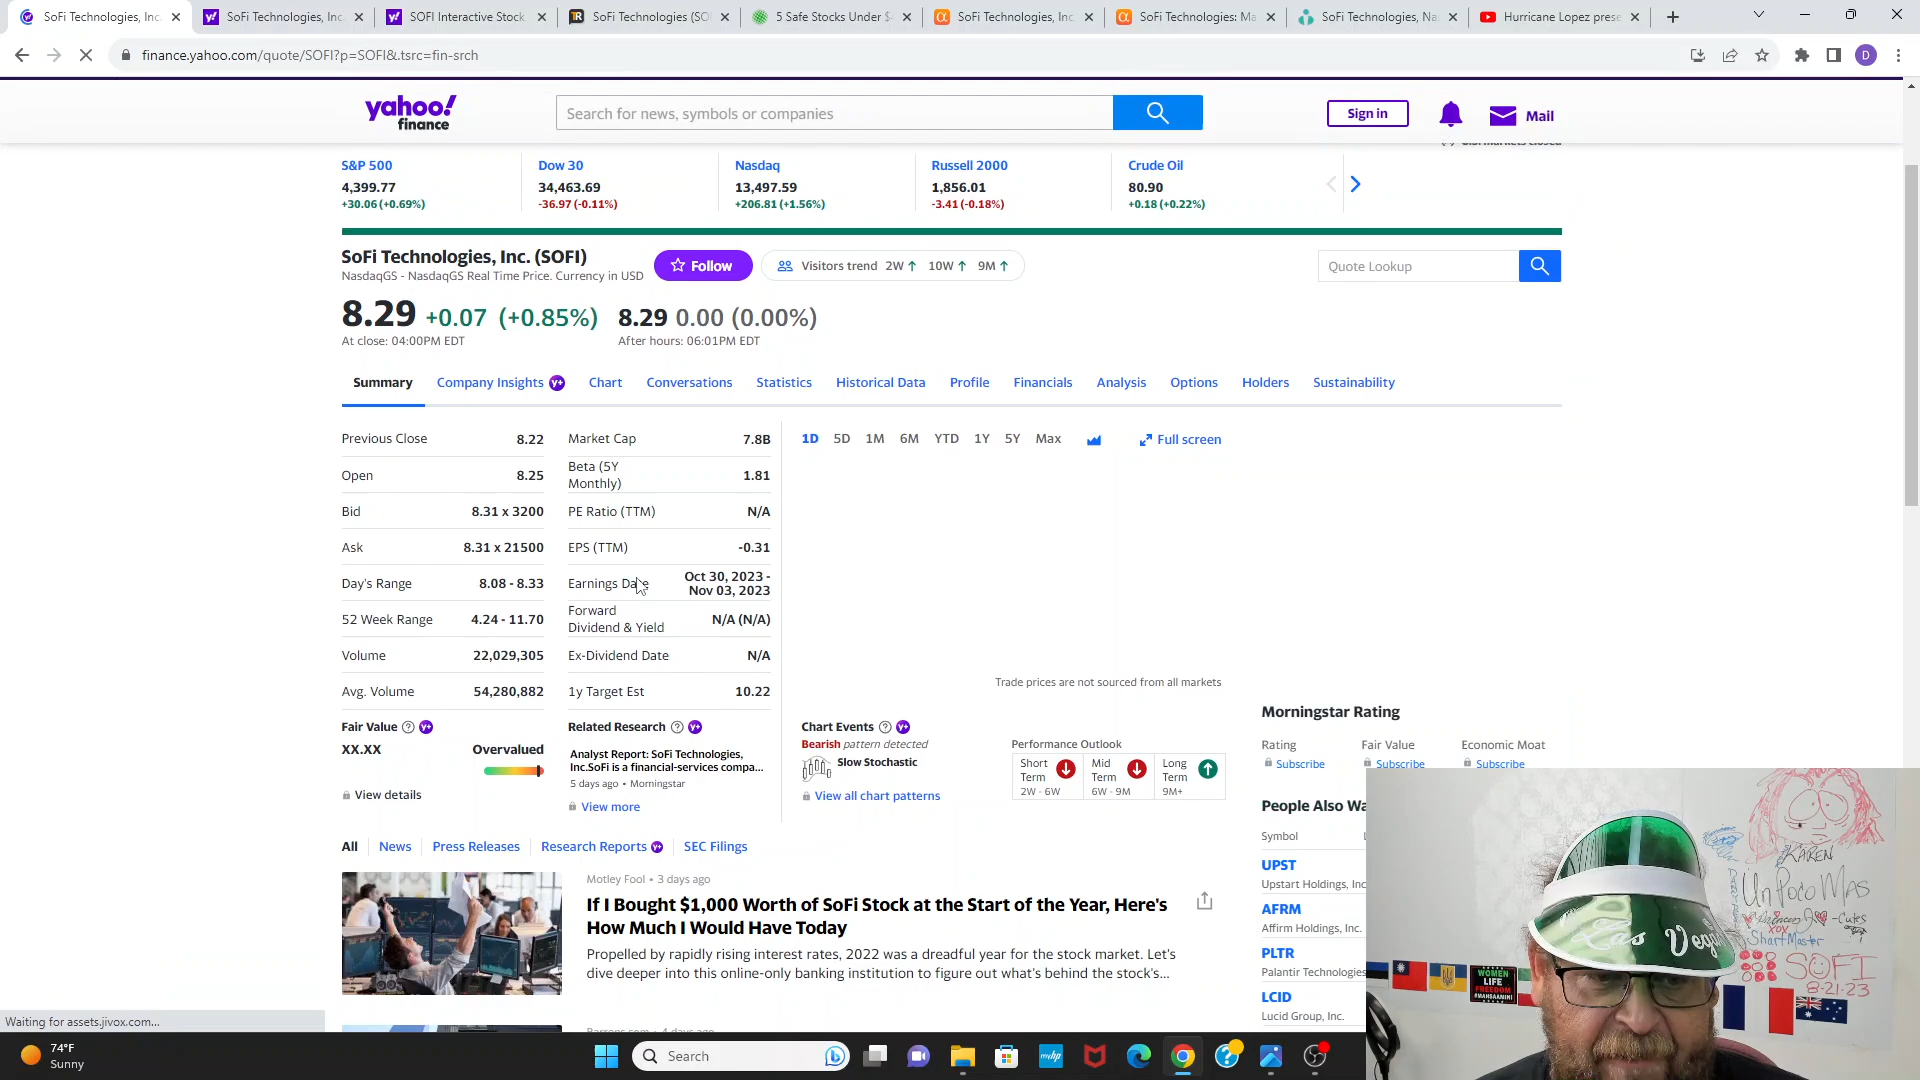 SoFi Technologies, Inc.
SoFi Technologies, Inc.
SOFI Interactive Stock
SoFi Technologies (SO
5 Safe Stocks Under $
SoFi Technologies, Inc.
SoFi Technologies: Ma
SoFi Technologies, Na
Hurricane Lopez prese
finance.yahoo.com/quote/SOFI?p=SOFI&.tsrc=fin-srch
D
yahoo!
finance
Search for news, symbols or companies
Sign in
Mail
S&P 500
4,399.77
+30.06 (+0.69%)
Dow 30
34,463.69
-36.97 (-0.11%)
Nasdaq
13,497.59
+206.81 (+1.56%)
Russell 2000
1,856.01
-3.41 (-0.18%)
Crude Oil
80.90
+0.18 (+0.22%)
SoFi Technologies, Inc. (SOFI)
NasdaqGS - NasdaqGS Real Time Price. Currency in USD
Follow
Visitors trend 2W 10W 9M
Quote Lookup
8.29 +0.07 (+0.85%)
At close: 04:00PM EDT
8.29 0.00 (0.00%)
After hours: 06:01PM EDT
Summary Company Insights Chart Conversations Statistics Historical Data Profile Financials Analysis Options Holders Sustainability
Previous Close 8.22
Open 8.25
Bid 8.31 x 3200
Ask 8.31 x 21500
Day's Range 8.08 - 8.33
52 Week Range 4.24 - 11.70
Volume 22,029,305
Avg. Volume 54,280,882
Market Cap 7.8B
Beta (5Y
Monthly) 1.81
PE Ratio (TTM) N/A
EPS (TTM) -0.31
Earnings Date Oct 30, 2023 -
Nov 03, 2023
Forward
Dividend & Yield N/A (N/A)
Ex-Dividend Date N/A
1y Target Est 10.22
1D 5D 1M 6M YTD 1Y 5Y Max
Full screen
Trade prices are not sourced from all markets
Fair Value
XX.XX Overvalued
View details
Related Research
Analyst Report: SoFi Technologies,
Inc.SoFi is a financial-services compa...
5 days ago • Morningstar
View more
Chart Events
Bearish pattern detected
Slow Stochastic
View all chart patterns
Performance Outlook
Short
Term
2W - 6W
Mid
Term
6W - 9M
Long
Term
9M+
Morningstar Rating
Rating Fair Value Economic Moat
Subscribe Subscribe Subscribe
People Also Wa
Symbol
UPST
Upstart Holdings, Inc
AFRM
Affirm Holdings, Inc.
PLTR
Palantir Technologies
LCID
Lucid Group, Inc.
All News Press Releases Research Reports SEC Filings
Motley Fool • 3 days ago
If I Bought $1,000 Worth of SoFi Stock at the Start of the Year, Here's
How Much I Would Have Today
Propelled by rapidly rising interest rates, 2022 was a dreadful year for the stock market. Let's
dive deeper into this online-only banking institution to figure out what's behind the stock's...
KAREN
Un Poco MAS
XOX
ShartMaster
SOFI
8-21-23
Las Vegas
WOMEN
LIFE
FREEDOM
#MAHSAAMINI
Waiting for assets.jivox.com...
74°F
Sunny
Search